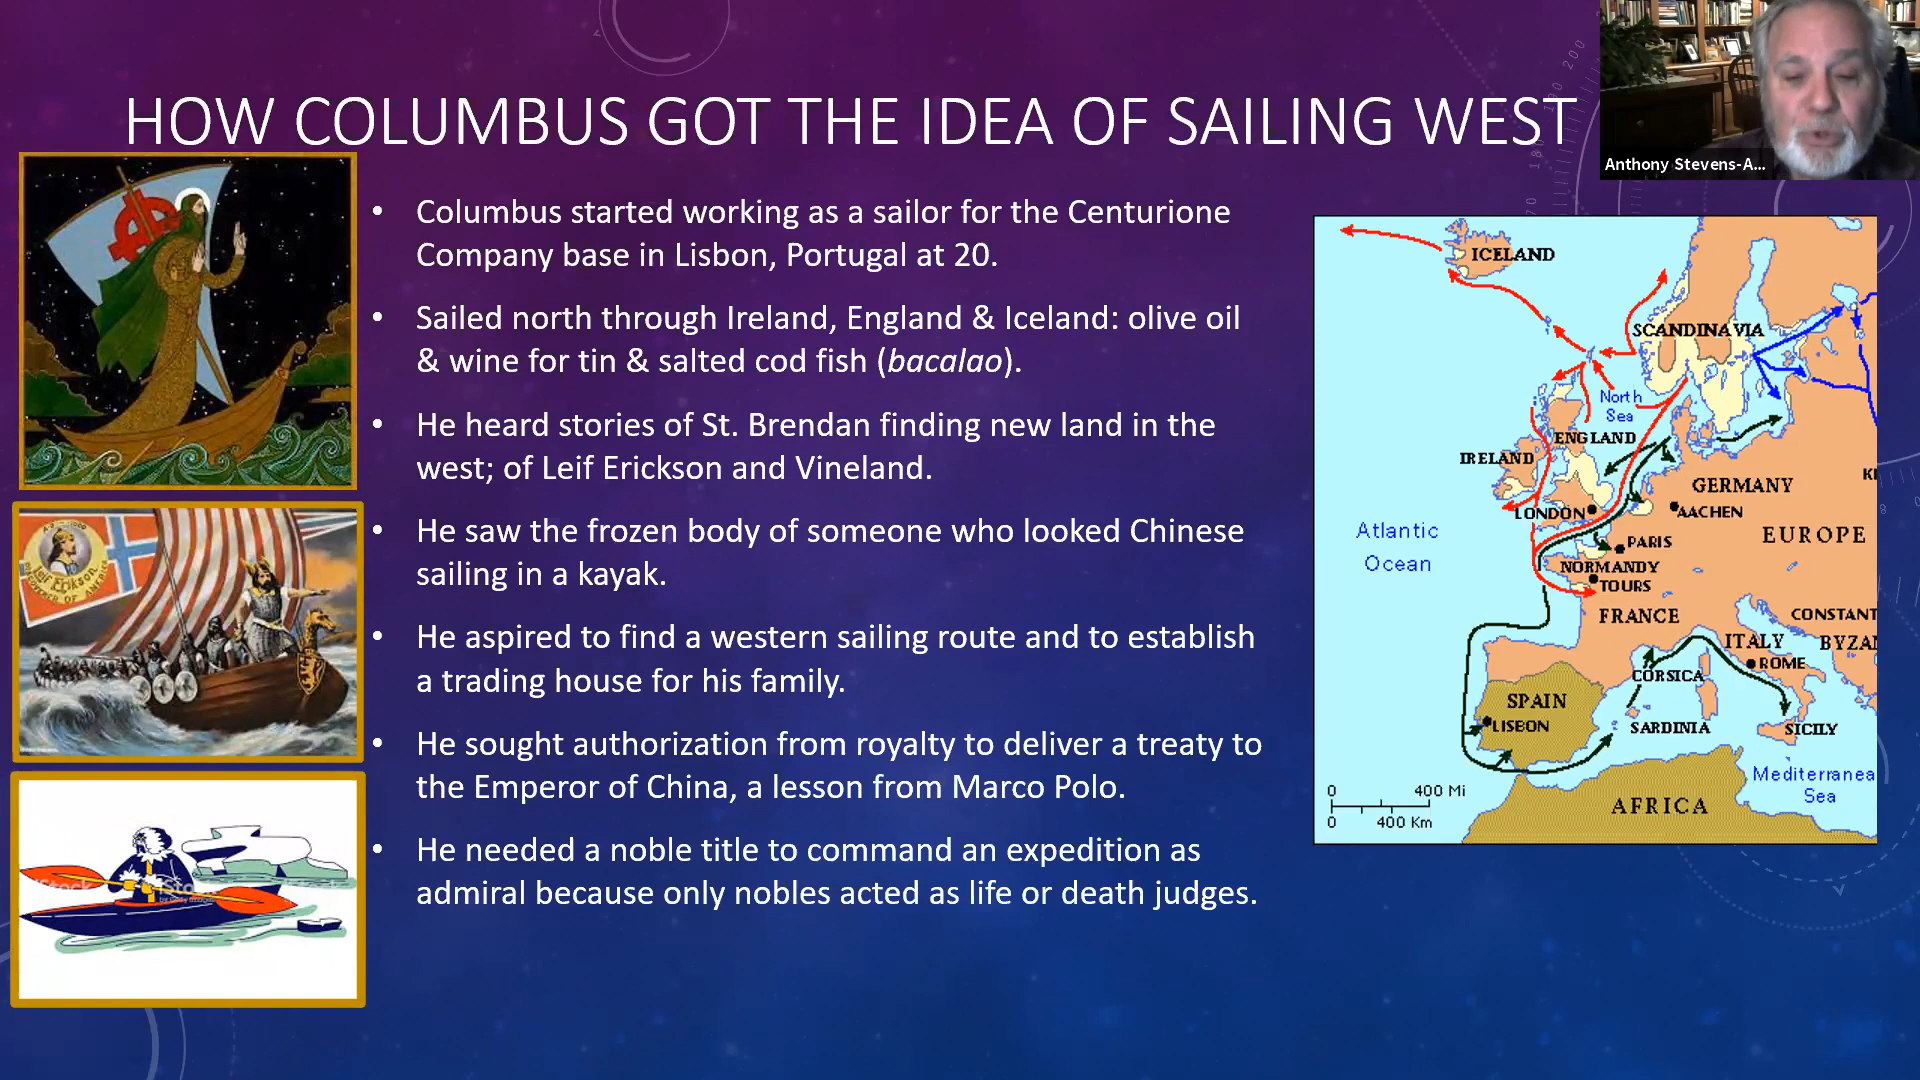 HOW COLUMBUS GOT THE IDEA OF SAILING WEST
Anthony Stevens-A...
• Columbus started working as a sailor for the Centurione
Company base in Lisbon, Portugal at 20.
• Sailed north through Ireland, England & Iceland: olive oil
& wine for tin & salted cod fish (bacalao).
• He heard stories of St. Brendan finding new land in the
west; of Leif Erickson and Vineland.
• He saw the frozen body of someone who looked Chinese
sailing in a kayak.
• He aspired to find a western sailing route and to establish
a trading house for his family.
• He sought authorization from royalty to deliver a treaty to
the Emperor of China, a lesson from Marco Polo.
• He needed a noble title to command an expedition as
admiral because only nobles acted as life or death judges.
Leif Erikson
OF AMERICA
iStock
ICELAND
SCANDINAVIA
North
Sea
ENGLAND
IRELAND
GERMANY
LONDON
AACHEN
Atlantic
Ocean
EUROPE
PARIS
NORMANDY
TOURS
FRANCE
CONSTANT
ITALY
BYZAN
ROME
CORSICA
SPAIN
LISBON
SARDINIA
SICILY
Mediterranea
Sea
0 400 Mi
0 400 Km
AFRICA
200
190
180
170